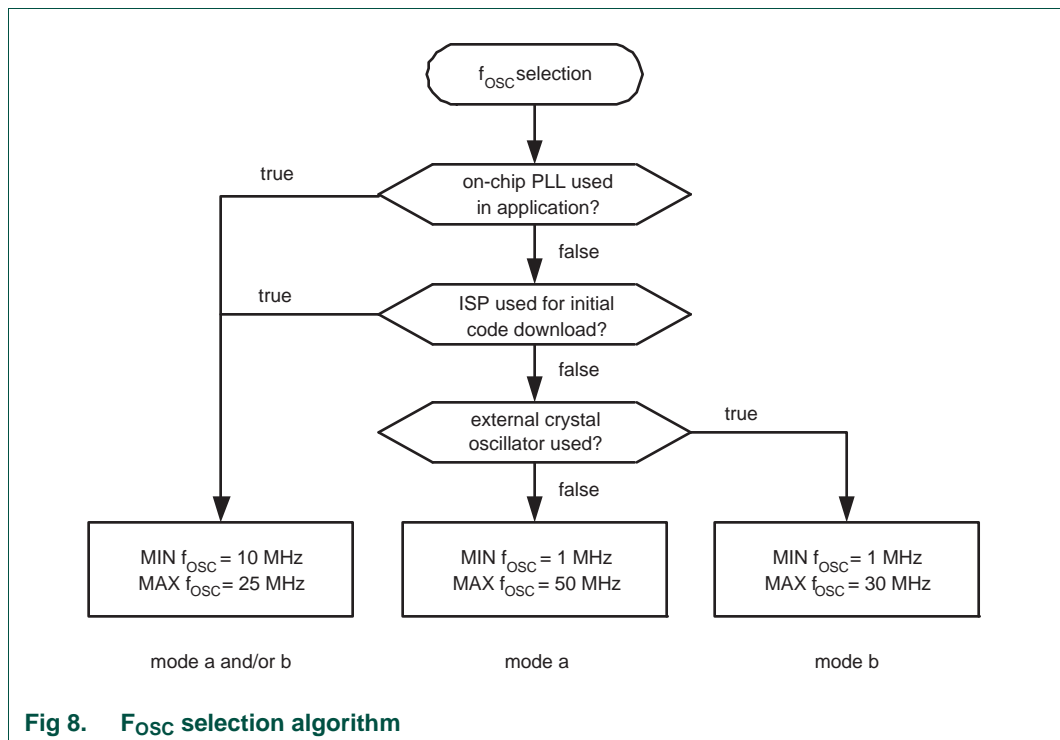 fOSC selection
true
on-chip PLL used
in application?
false
true
ISP used for initial
code download?
false
external crystal
oscillator used?
true
false
MIN fOSC = 10 MHz
MAX fOSC = 25 MHz
MIN fOSC = 1 MHz
MAX fOSC = 50 MHz
MIN fOSC = 1 MHz
MAX fOSC = 30 MHz
mode a and/or b
mode a
mode b
Fig 8. FOSC selection algorithm